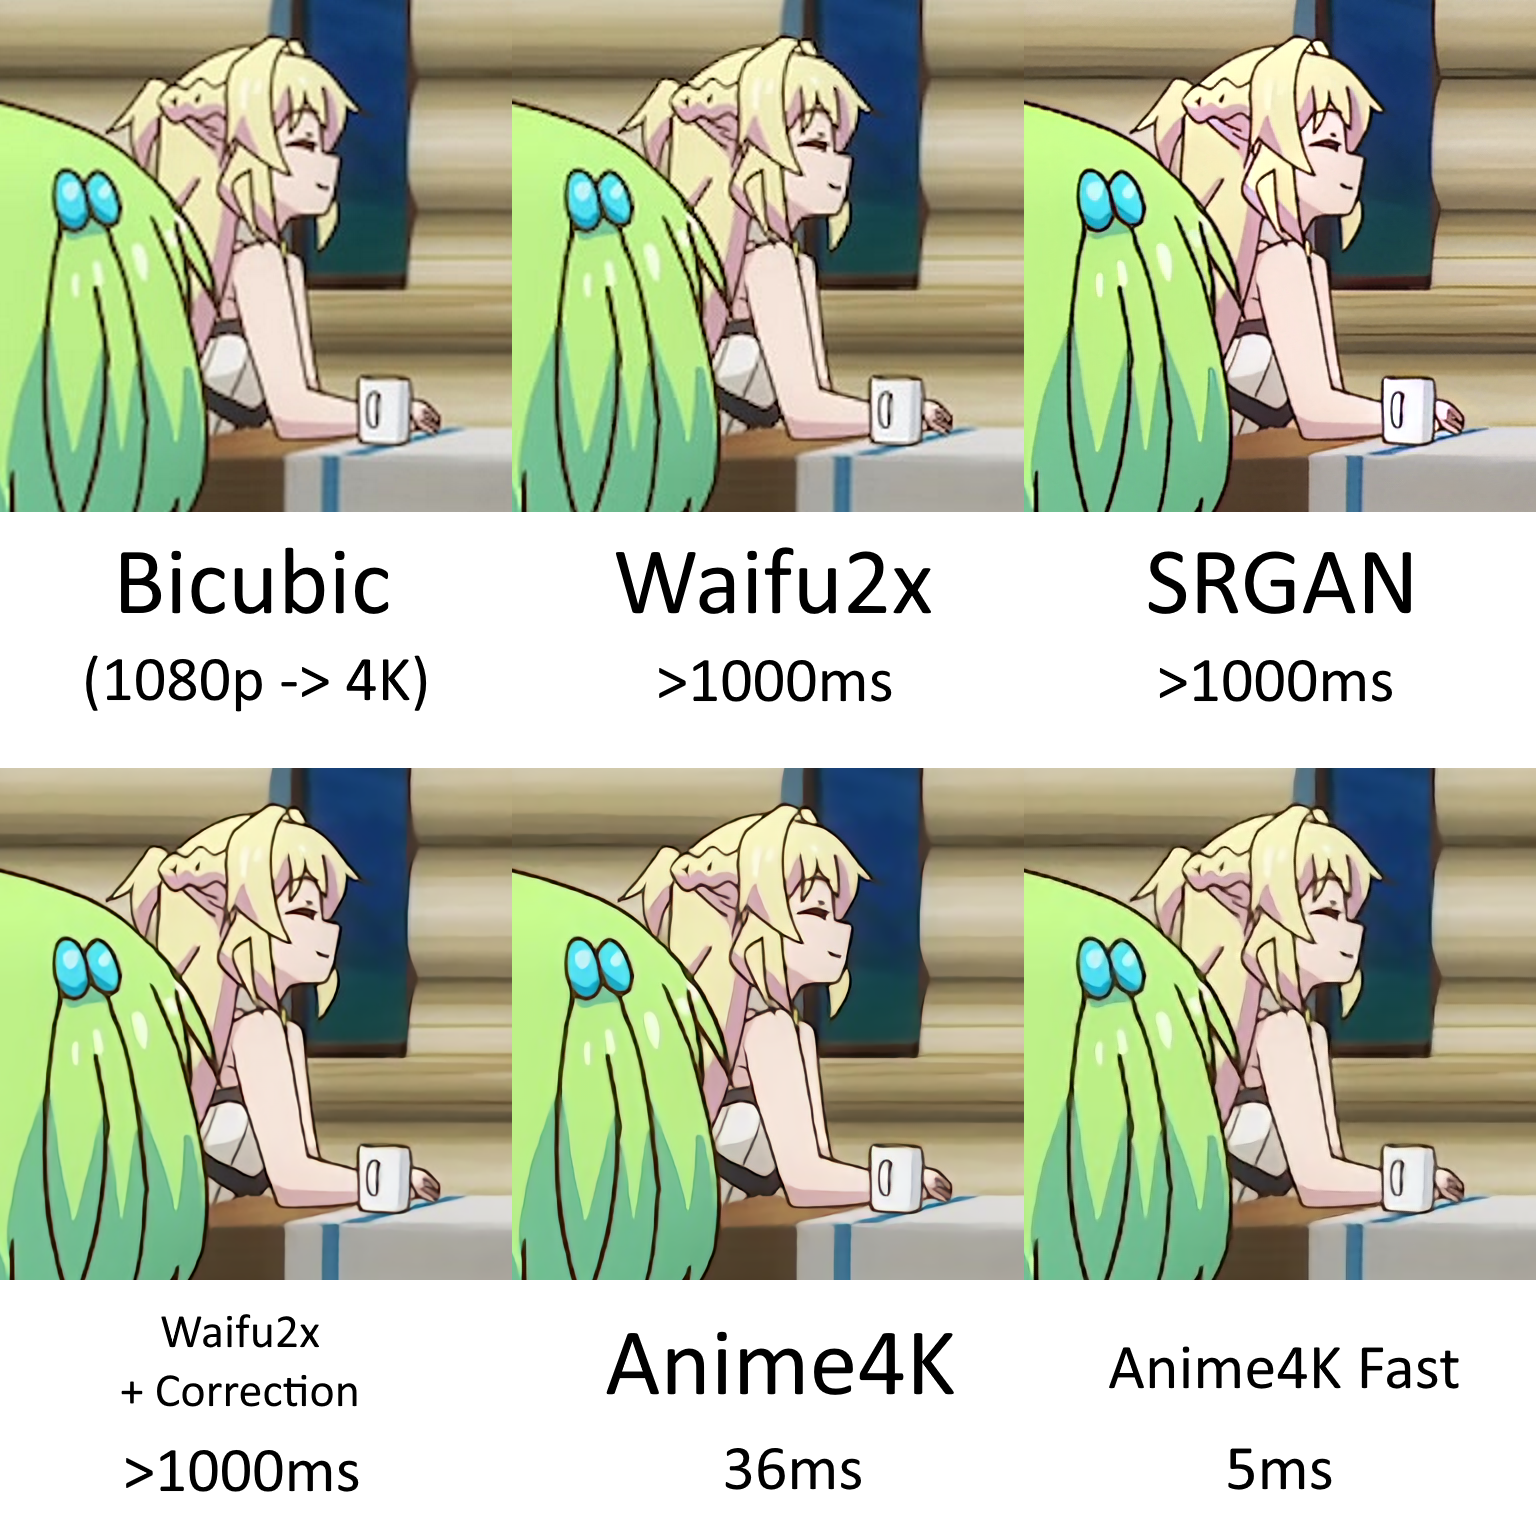 Bicubic
(1080p -> 4K)
Waifu2x
>1000ms
SRGAN
>1000ms
Waifu2x
+ Correction
>1000ms
Anime4K
36ms
Anime4K Fast
5ms